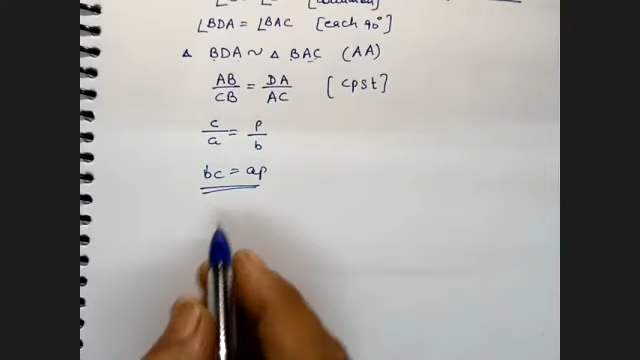 ∠BDA = ∠BAC [each 90°]
△ BDA ~ △ BAC (AA)
AB/CB = DA/AC [cpst]
c/a = p/b
bc = ap